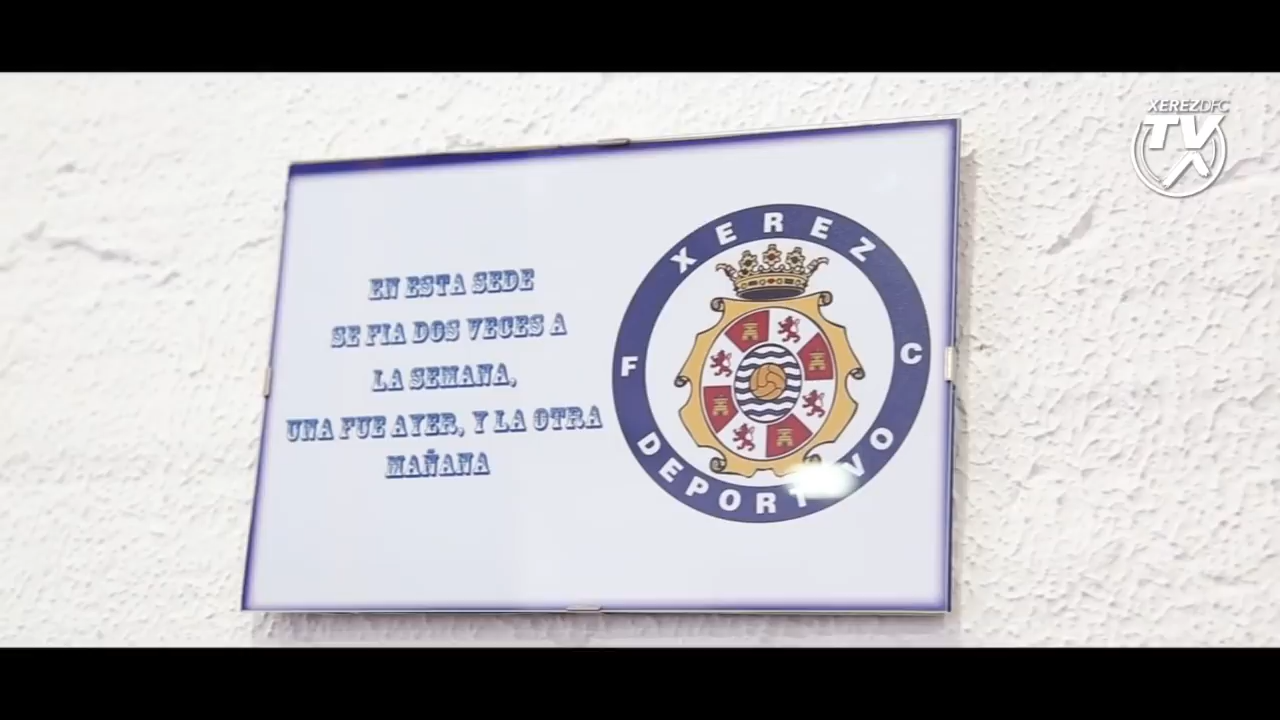 XEREZDFC
TV
X
EN ESTA SEDE
SE FIA DOS VECES A
LA SEMANA,
UNA FUE AYER, Y LA OTRA
MAÑANA
XEREZ
F C
DEPORTIVO